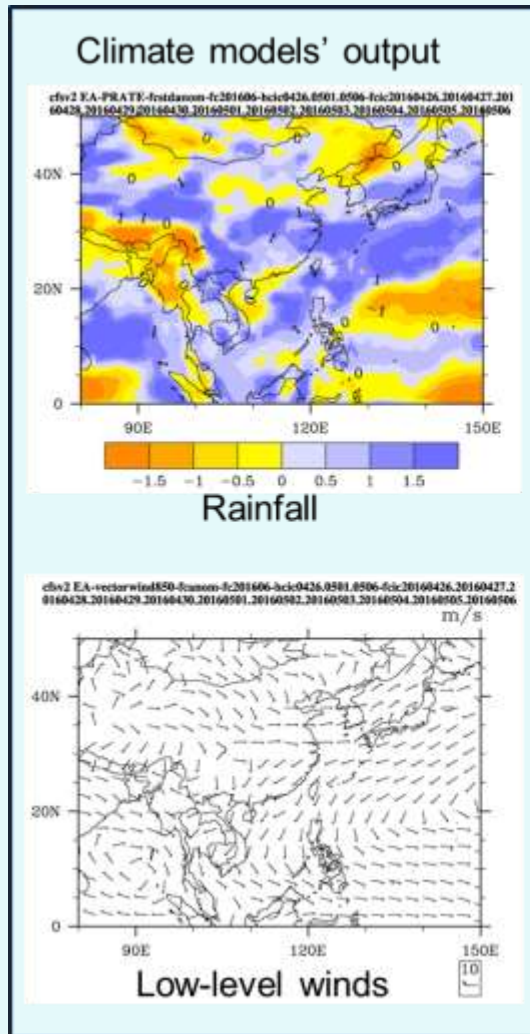 Climate models' output
cfsv2 EA-PRATE-fcstdanom-fc201606-hcic0426.0501.0506-fcic20160426.20160427.201
60428.20160429.20160430.20160501.20160502.20160503.20160504.20160505.20160506
40N
20N
0
90E 120E 150E
-1.5 -1 -0.5 0 0.5 1 1.5
Rainfall
cfsv2 EA-vectorwind850-fcanom-fc201606-hcic0426.0501.0506-fcic20160426.20160427.2
0160428.20160429.20160430.20160501.20160502.20160503.20160504.20160505.20160506
m/s
40N
20N
0
90E 120E 150E
Low-level winds
10